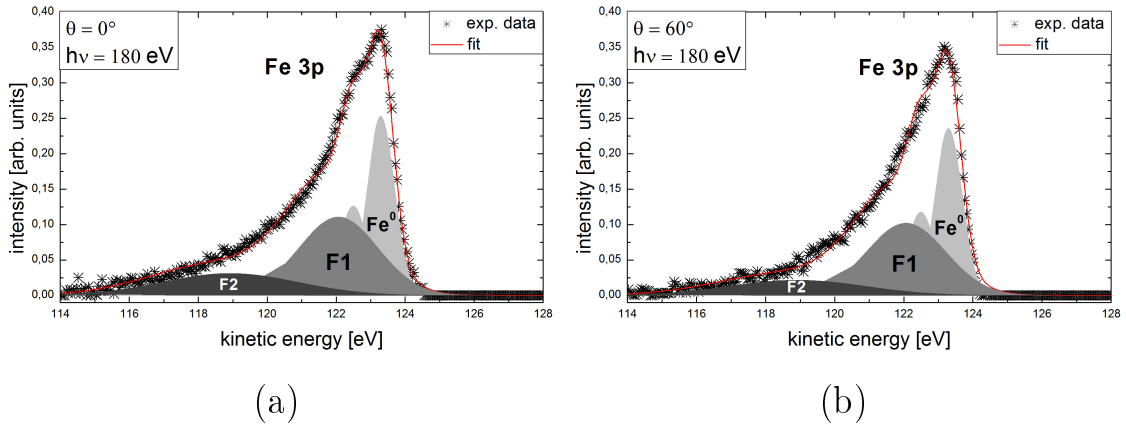 θ = 0°
hν = 180 eV
exp. data
fit
Fe 3p
Fe⁰
F1
F2
intensity [arb. units]
0,40
0,35
0,30
0,25
0,20
0,15
0,10
0,05
0,00
114 116 118 120 122 124 126 128
kinetic energy [eV]
(a)
θ = 60°
hν = 180 eV
exp. data
fit
Fe 3p
Fe⁰
F1
F2
intensity [arb. units]
0,40
0,35
0,30
0,25
0,20
0,15
0,10
0,05
0,00
114 116 118 120 122 124 126 128
kinetic energy [eV]
(b)